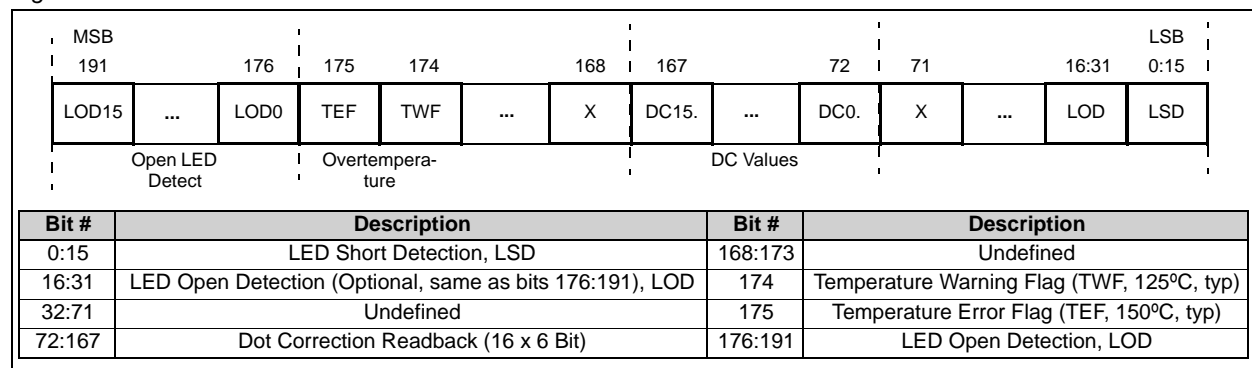 MSB LSB
191 176 175 174 168 167 72 71 16:31 0:15
LOD15 ... LOD0 TEF TWF ... X DC15. ... DC0. X ... LOD LSD
Open LED Detect
Overtempera-
ture
DC Values
Bit # Description Bit # Description
0:15 LED Short Detection, LSD 168:173 Undefined
16:31 LED Open Detection (Optional, same as bits 176:191), LOD 174 Temperature Warning Flag (TWF, 125ºC, typ)
32:71 Undefined 175 Temperature Error Flag (TEF, 150ºC, typ)
72:167 Dot Correction Readback (16 x 6 Bit) 176:191 LED Open Detection, LOD